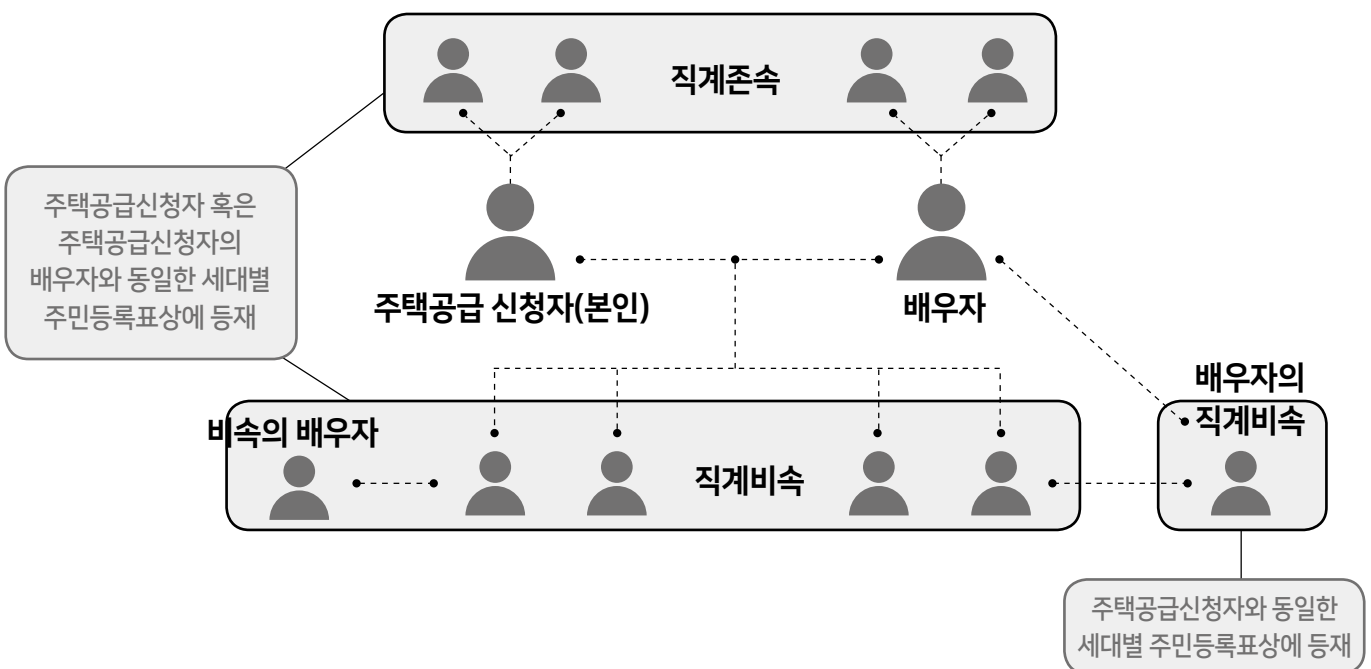 직계존속
주택공급신청자 혹은
주택공급신청자의
배우자와 동일한 세대별
주민등록표상에 등재
주택공급 신청자(본인)
배우자
배우자의
직계비속
비속의 배우자
직계비속
주택공급신청자와 동일한
세대별 주민등록표상에 등재